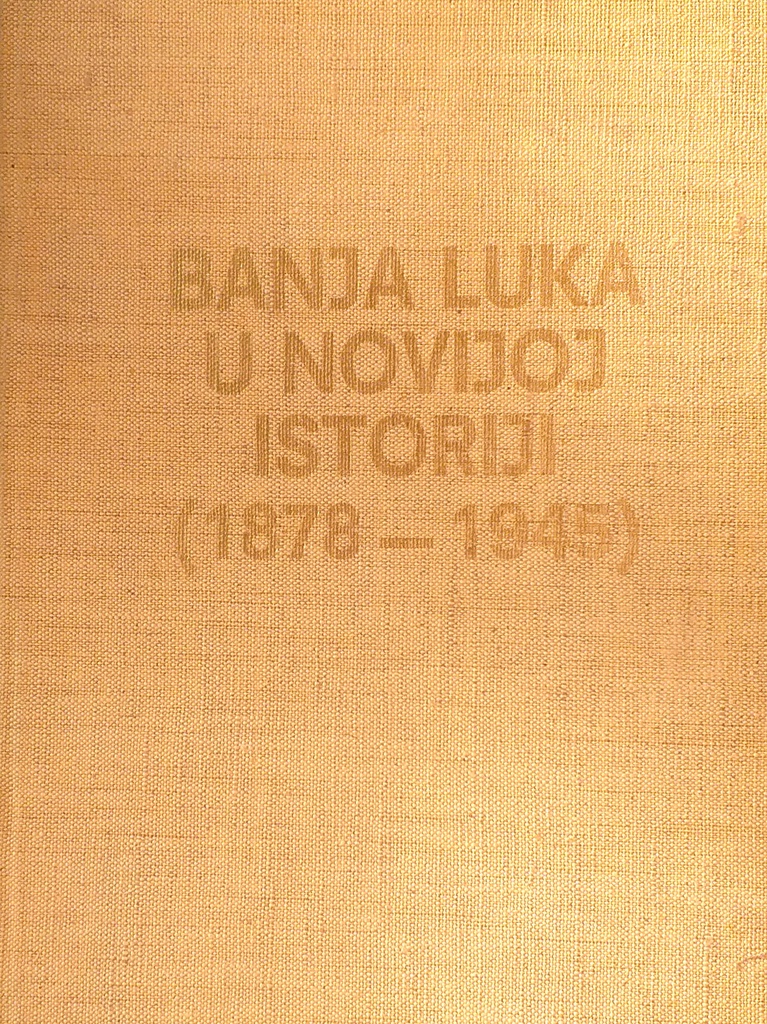 BANJA LUKA
U NOVIJOJ
ISTORIJI
(1878 — 1945)